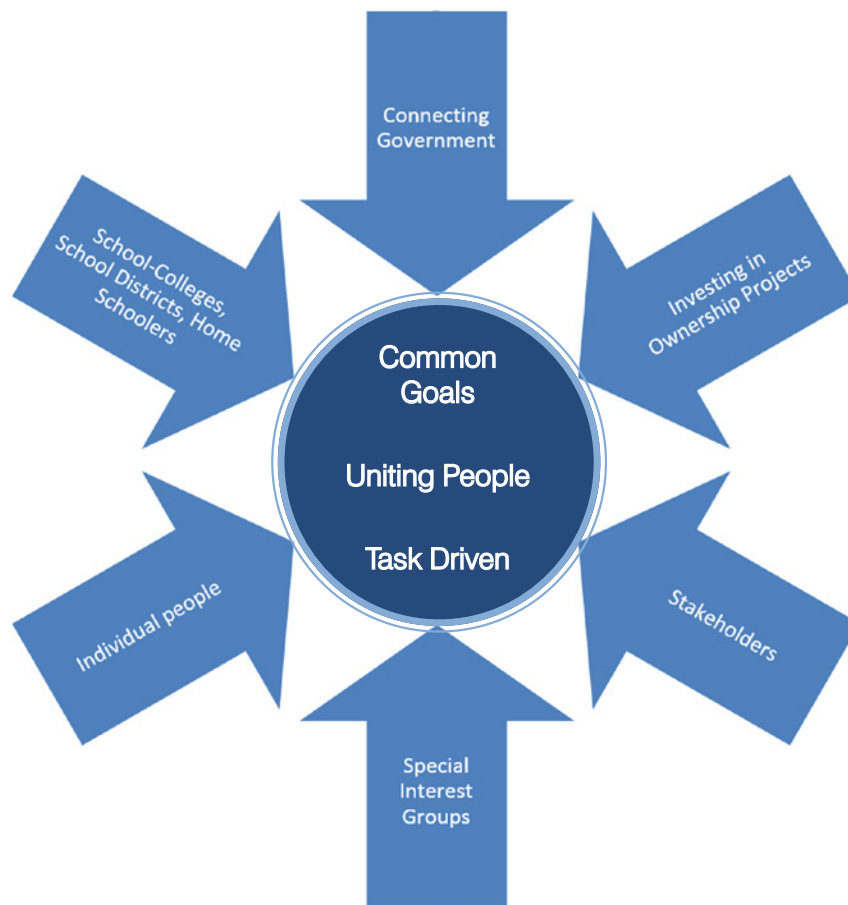 Connecting
Government
School-Colleges,
School Districts, Home
Schoolers
Investing in
Ownership Projects
Common
Goals
Uniting People
Task Driven
Individual people
Stakeholders
Special
Interest
Groups